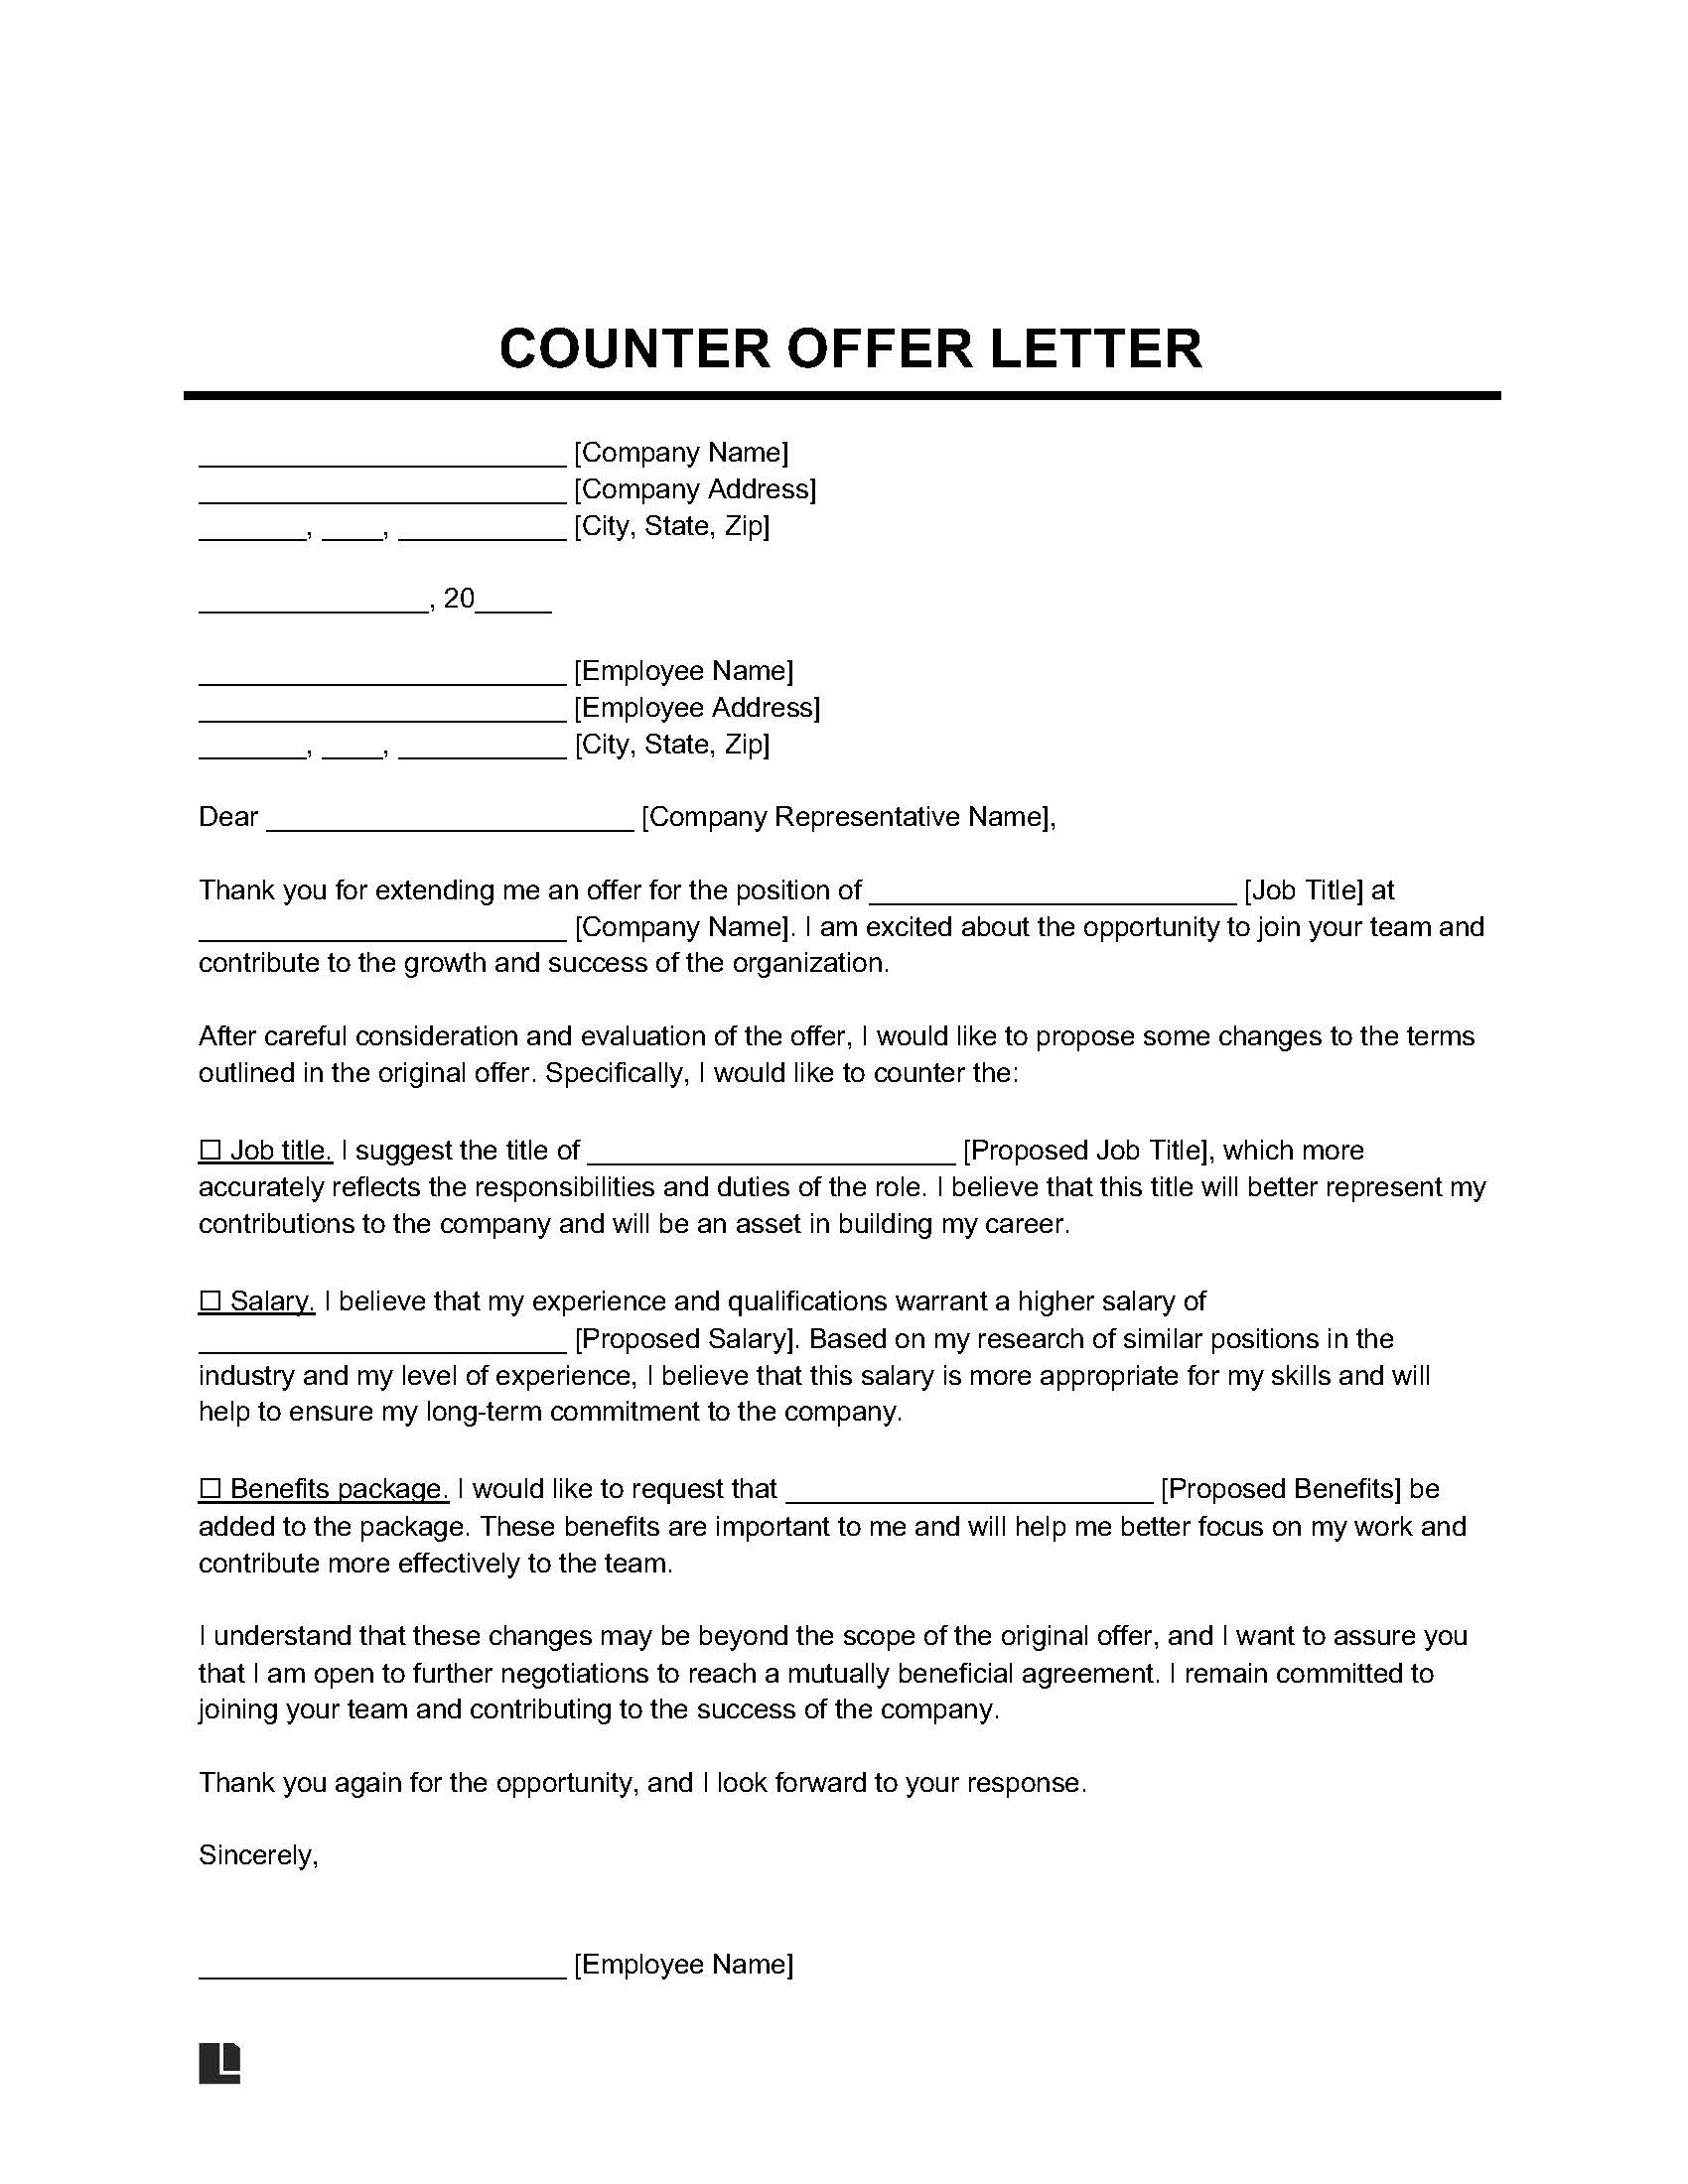 COUNTER OFFER LETTER
________________________ [Company Name]
________________________ [Company Address]
_______, ____, ___________ [City, State, Zip]
_______________, 20_____
________________________ [Employee Name]
________________________ [Employee Address]
_______, ____, ___________ [City, State, Zip]
Dear ________________________ [Company Representative Name],
Thank you for extending me an offer for the position of ________________________ [Job Title] at
________________________ [Company Name]. I am excited about the opportunity to join your team and
contribute to the growth and success of the organization.
After careful consideration and evaluation of the offer, I would like to propose some changes to the terms
outlined in the original offer. Specifically, I would like to counter the:
☐ Job title. I suggest the title of ________________________ [Proposed Job Title], which more
accurately reflects the responsibilities and duties of the role. I believe that this title will better represent my
contributions to the company and will be an asset in building my career.
☐ Salary. I believe that my experience and qualifications warrant a higher salary of
________________________ [Proposed Salary]. Based on my research of similar positions in the
industry and my level of experience, I believe that this salary is more appropriate for my skills and will
help to ensure my long-term commitment to the company.
☐ Benefits package. I would like to request that ________________________ [Proposed Benefits] be
added to the package. These benefits are important to me and will help me better focus on my work and
contribute more effectively to the team.
I understand that these changes may be beyond the scope of the original offer, and I want to assure you
that I am open to further negotiations to reach a mutually beneficial agreement. I remain committed to
joining your team and contributing to the success of the company.
Thank you again for the opportunity, and I look forward to your response.
Sincerely,
________________________ [Employee Name]